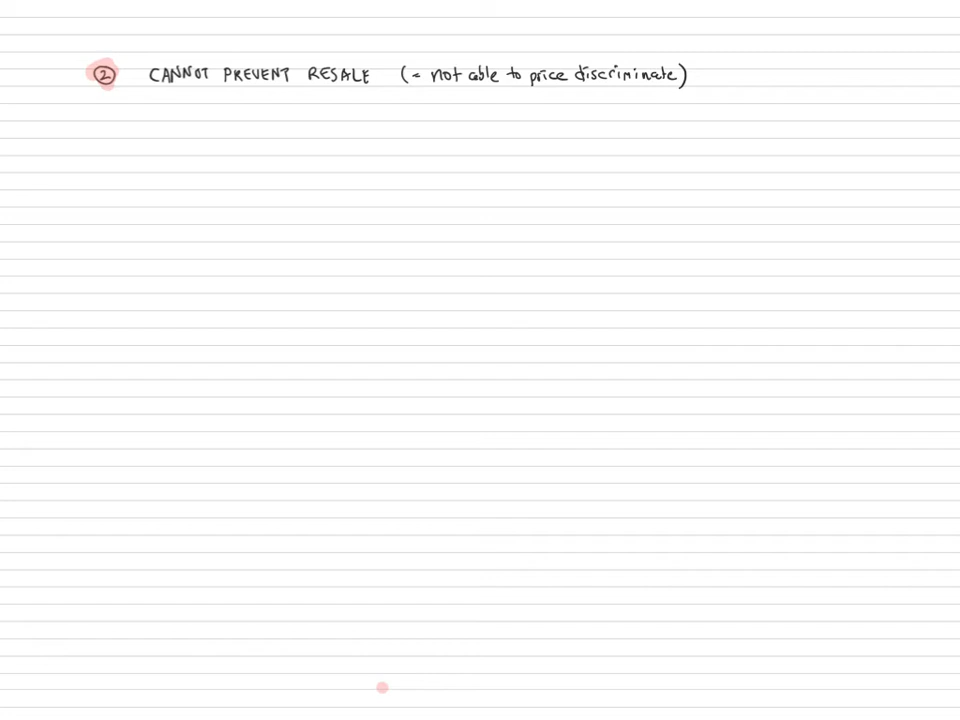 ② CANNOT PREVENT RESALE (= not able to price discriminate)